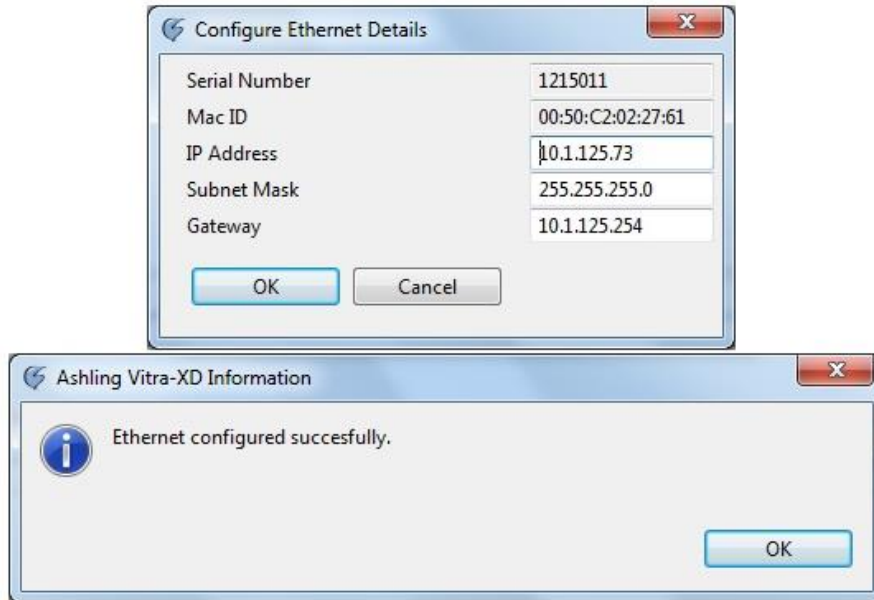 Configure Ethernet Details
Serial Number 1215011
Mac ID 00:50:C2:02:27:61
IP Address 10.1.125.73
Subnet Mask 255.255.255.0
Gateway 10.1.125.254
OK Cancel
Ashling Vitra-XD Information
Ethernet configured succesfully.
OK